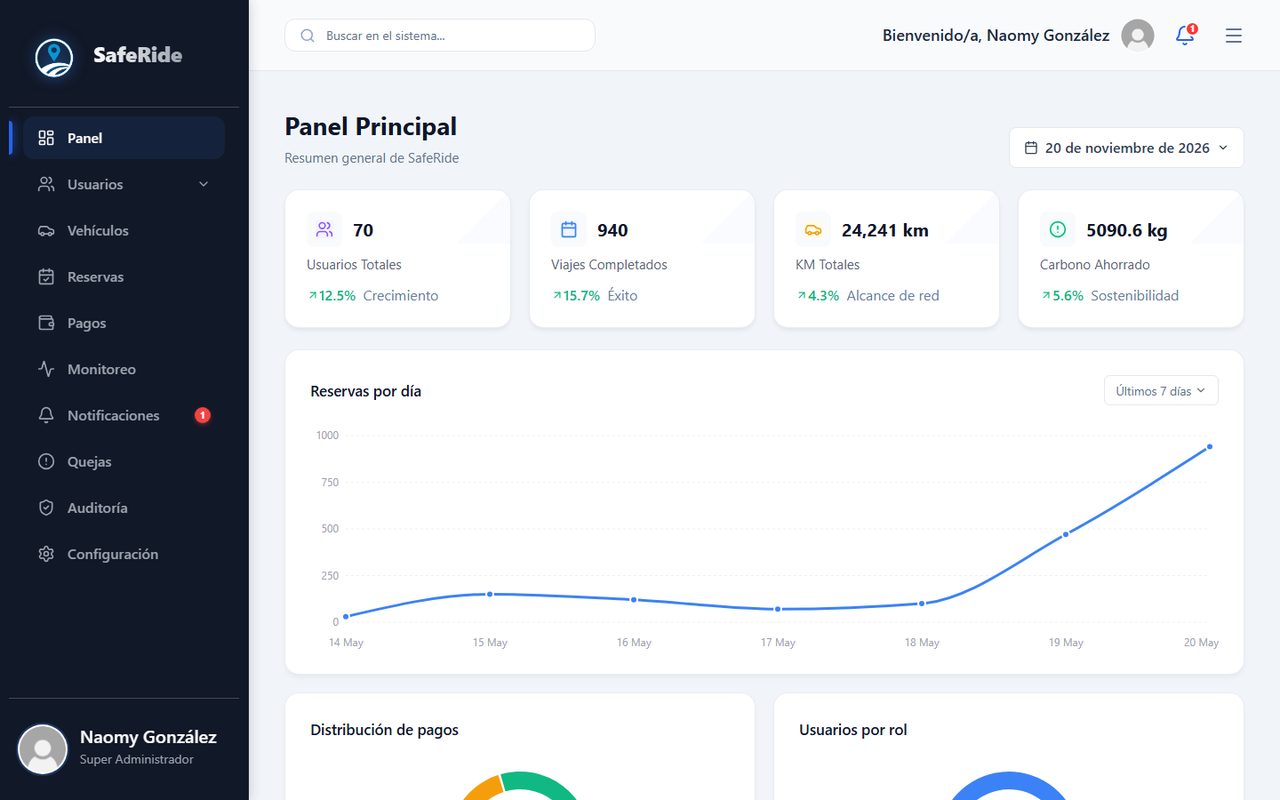 SafeRide
Buscar en el sistema...
Bienvenido/a, Naomy González
1
Panel
Usuarios
Vehículos
Reservas
Pagos
Monitoreo
Notificaciones
1
Quejas
Auditoría
Configuración
Naomy González
Super Administrador
Panel Principal
Resumen general de SafeRide
20 de noviembre de 2026
70
Usuarios Totales
12.5% Crecimiento
940
Viajes Completados
15.7% Éxito
24,241 km
KM Totales
4.3% Alcance de red
5090.6 kg
Carbono Ahorrado
5.6% Sostenibilidad
Reservas por día
Últimos 7 días
1000
750
500
250
0
14 May
15 May
16 May
17 May
18 May
19 May
20 May
Distribución de pagos
Usuarios por rol